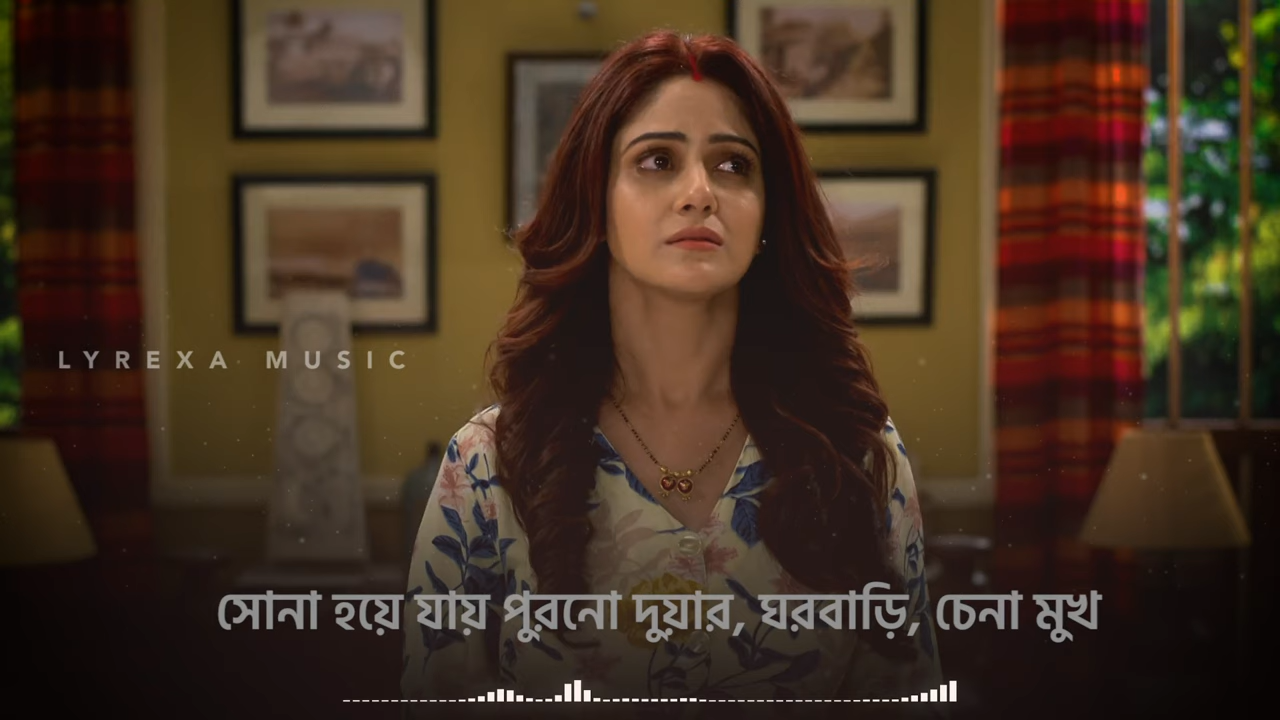 LYREXA MUSIC
সোনা হয়ে যায় পুরনো দুয়ার, ঘরবাড়ি, চেনা মুখ